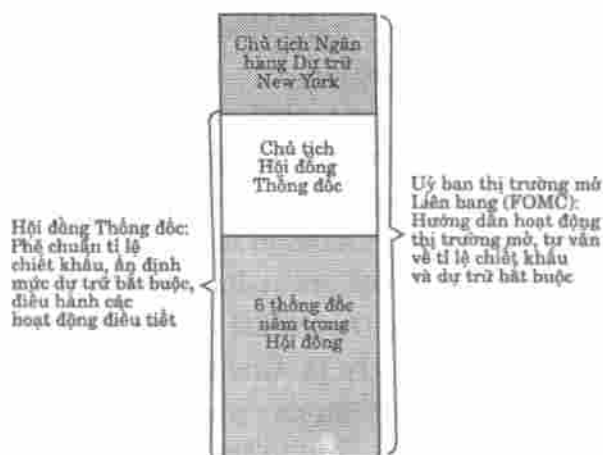 Chủ tịch Ngân
hàng Dự trữ
New York
Chủ tịch
Hội đồng
Thống đốc
6 thống đốc
nằm trong
Hội đồng
Hội đồng Thống đốc:
Phê chuẩn tỉ lệ
chiết khấu, ấn định
mức dự trữ bắt buộc,
điều hành các
hoạt động điều tiết
Uỷ ban thị trường mở
Liên bang (FOMC):
Hướng dẫn hoạt động
thị trường mở, tư vấn
về tỉ lệ chiết khấu
và dự trữ bắt buộc